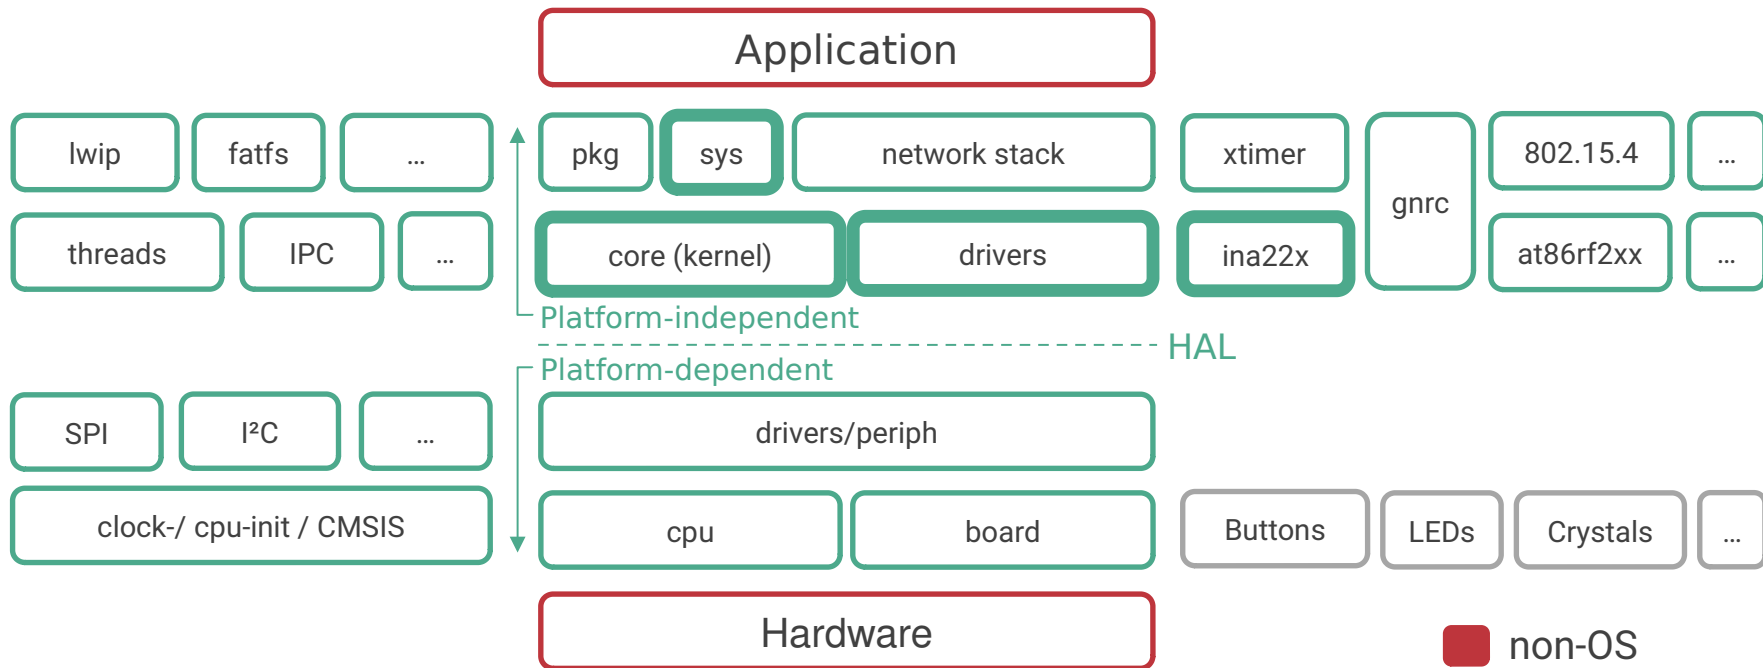 Application
lwip fatfs ... pkg sys network stack xtimer gnrc 802.15.4 ...
threads IPC ... core (kernel) drivers ina22x at86rf2xx ...
Platform-independent
HAL
Platform-dependent
SPI I²C ... drivers/periph
clock-/ cpu-init / CMSIS cpu board Buttons LEDs Crystals ...
Hardware
non-OS